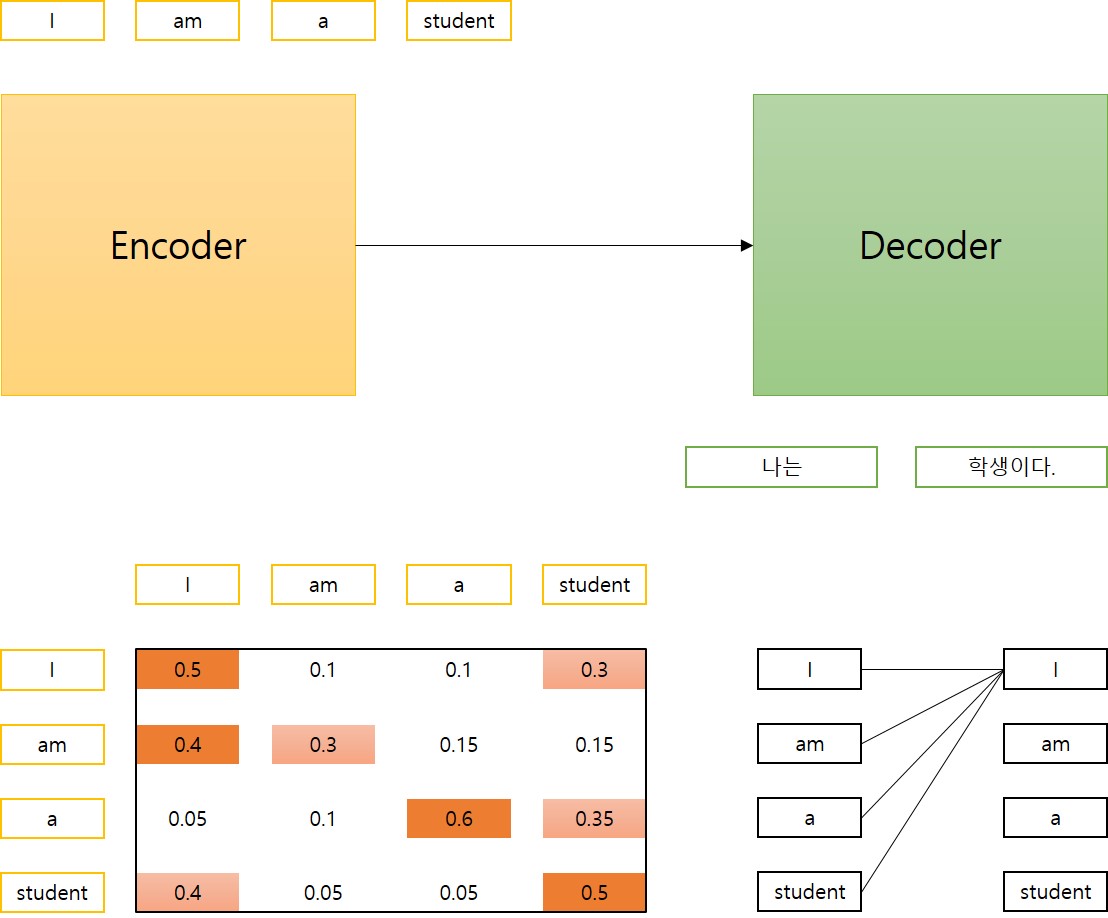 I am a student
Encoder Decoder
나는 학생이다.
I am a student
I 0.5 0.1 0.1 0.3 I I
am 0.4 0.3 0.15 0.15 am am
a 0.05 0.1 0.6 0.35 a a
student 0.4 0.05 0.05 0.5 student student